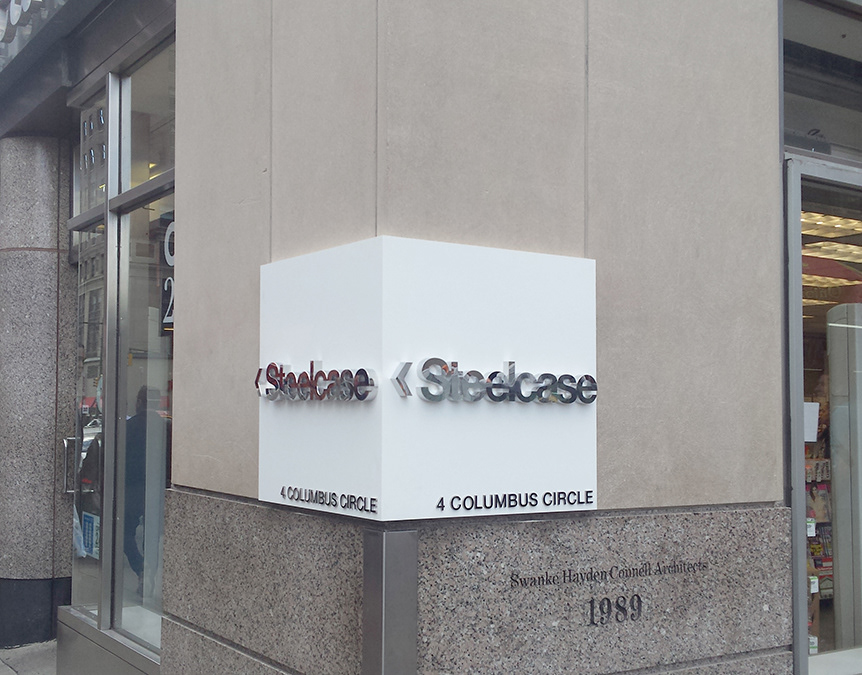 Steelcase
4 COLUMBUS CIRCLE
Steelcase
4 COLUMBUS CIRCLE
Swanke Hayden Connell Architects
1989